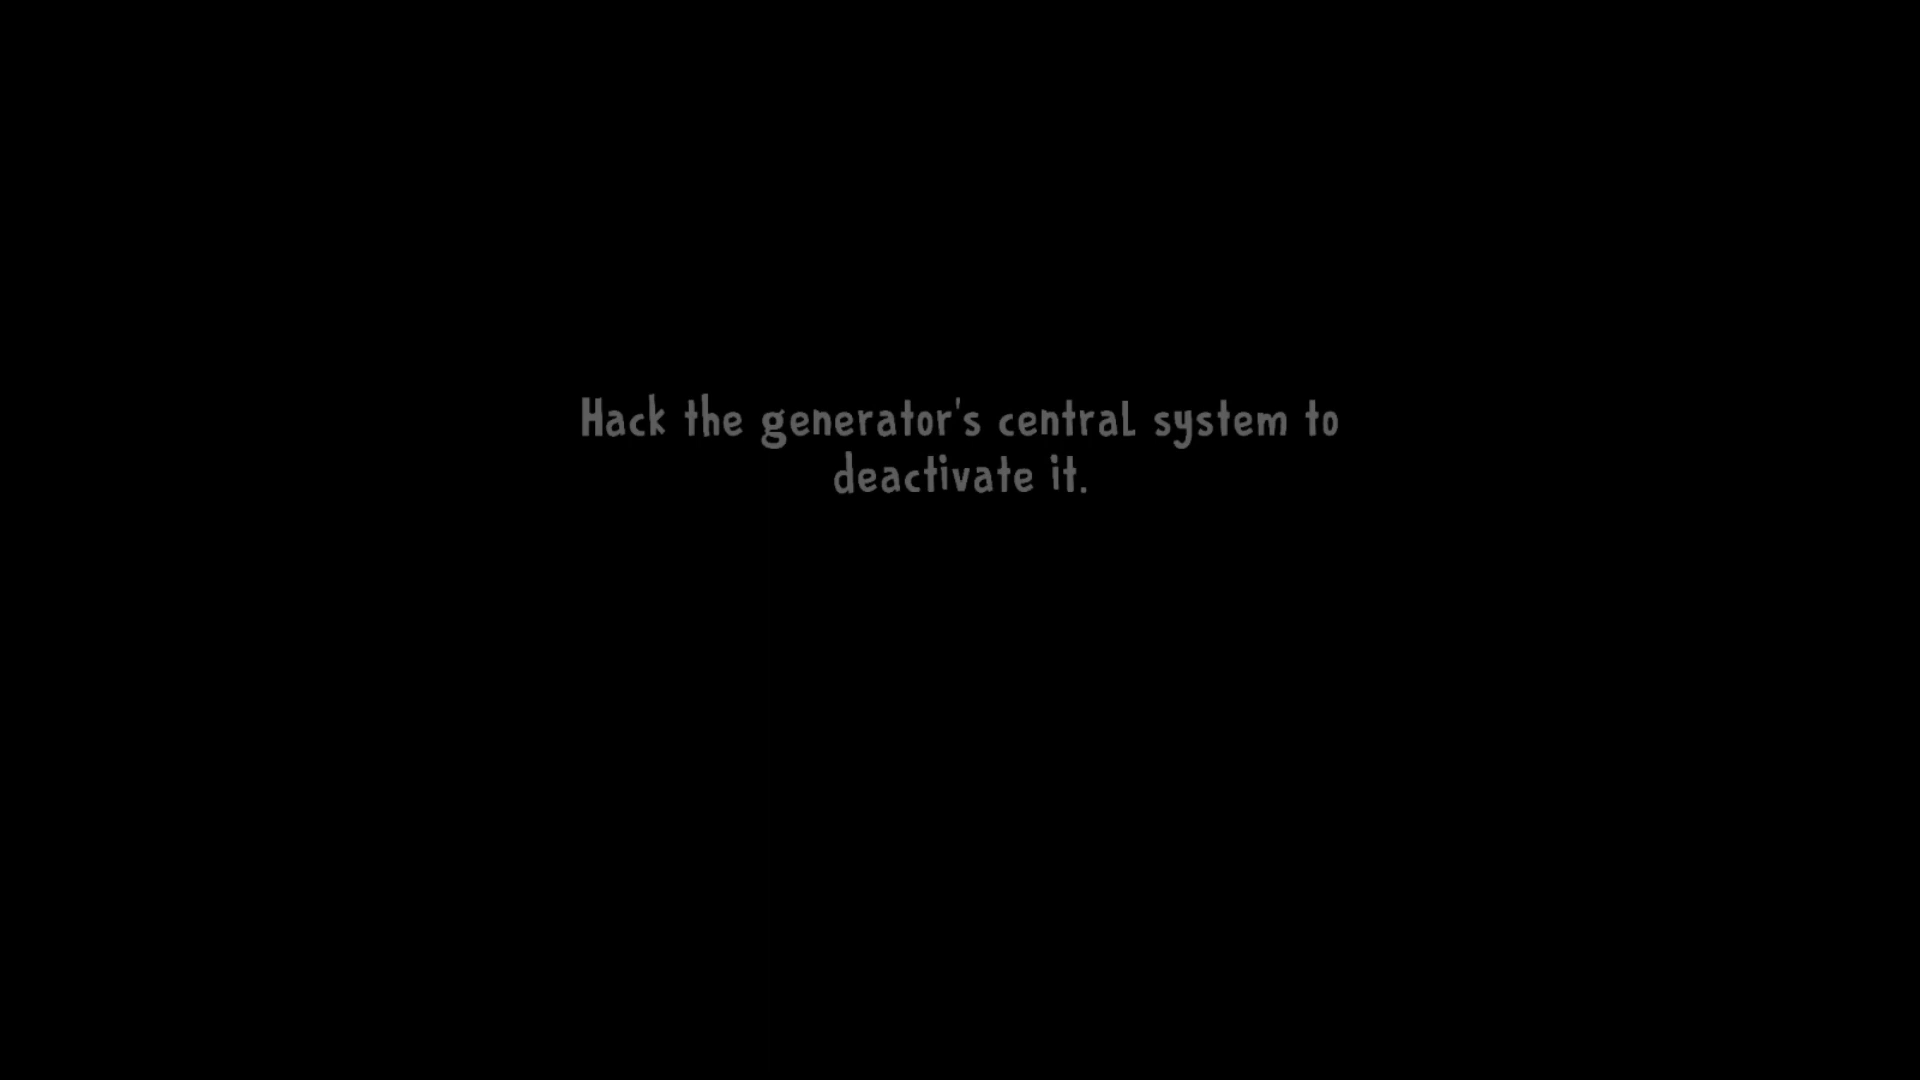 Hack the generator's central system to
deactivate it.